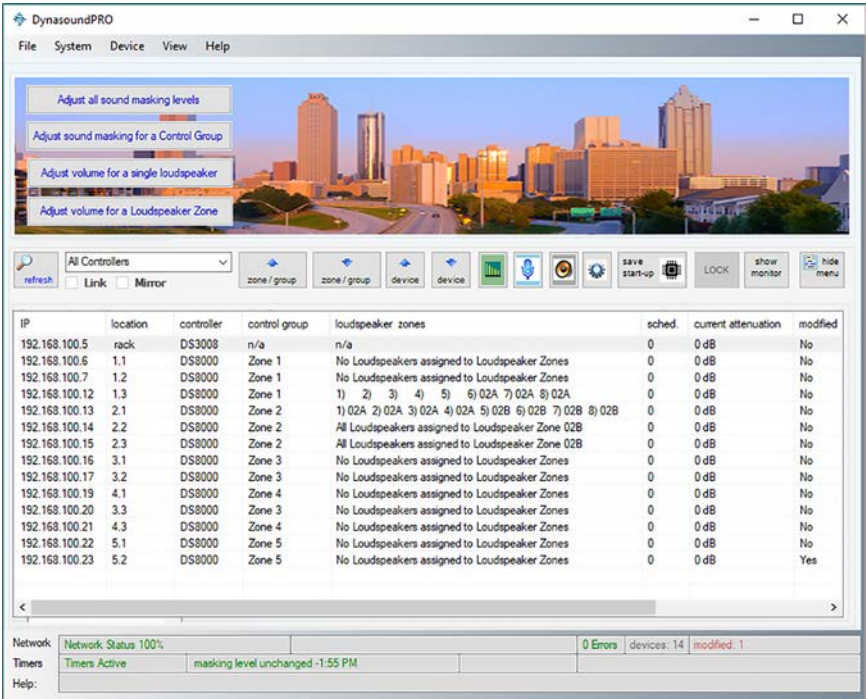 DynasoundPRO
File System Device View Help
Adjust all sound masking levels
Adjust sound masking for a Control Group
Adjust volume for a single loudspeaker
Adjust volume for a Loudspeaker Zone
refresh All Controllers Link Mirror zone / group zone / group device device save start-up LOCK show monitor hide menu
IP location controller control group loudspeaker zones sched. current attenuation modified
192.168.100.5 rack DS3008 n/a n/a 0 0 dB No
192.168.100.6 1.1 DS8000 Zone 1 No Loudspeakers assigned to Loudspeaker Zones 0 0 dB No
192.168.100.7 1.2 DS8000 Zone 1 No Loudspeakers assigned to Loudspeaker Zones 0 0 dB No
192.168.100.12 1.3 DS8000 Zone 1 1) 2) 3) 4) 5) 6) 02A 7) 02A 8) 02A 0 0 dB No
192.168.100.13 2.1 DS8000 Zone 2 1) 02A 2) 02A 3) 02A 4) 02A 5) 02B 6) 02B 7) 02B 8) 02B 0 0 dB No
192.168.100.14 2.2 DS8000 Zone 2 All Loudspeakers assigned to Loudspeaker Zone 02B 0 0 dB No
192.168.100.15 2.3 DS8000 Zone 2 All Loudspeakers assigned to Loudspeaker Zone 02B 0 0 dB No
192.168.100.16 3.1 DS8000 Zone 3 No Loudspeakers assigned to Loudspeaker Zones 0 0 dB No
192.168.100.17 3.2 DS8000 Zone 3 No Loudspeakers assigned to Loudspeaker Zones 0 0 dB No
192.168.100.19 4.1 DS8000 Zone 4 No Loudspeakers assigned to Loudspeaker Zones 0 0 dB No
192.168.100.20 3.3 DS8000 Zone 3 No Loudspeakers assigned to Loudspeaker Zones 0 0 dB No
192.168.100.21 4.3 DS8000 Zone 4 No Loudspeakers assigned to Loudspeaker Zones 0 0 dB No
192.168.100.22 5.1 DS8000 Zone 5 No Loudspeakers assigned to Loudspeaker Zones 0 0 dB No
192.168.100.23 5.2 DS8000 Zone 5 No Loudspeakers assigned to Loudspeaker Zones 0 0 dB Yes
Network Network Status 100% 0 Errors devices: 14 modified: 1
Timers Timers Active masking level unchanged -1:55 PM
Help: